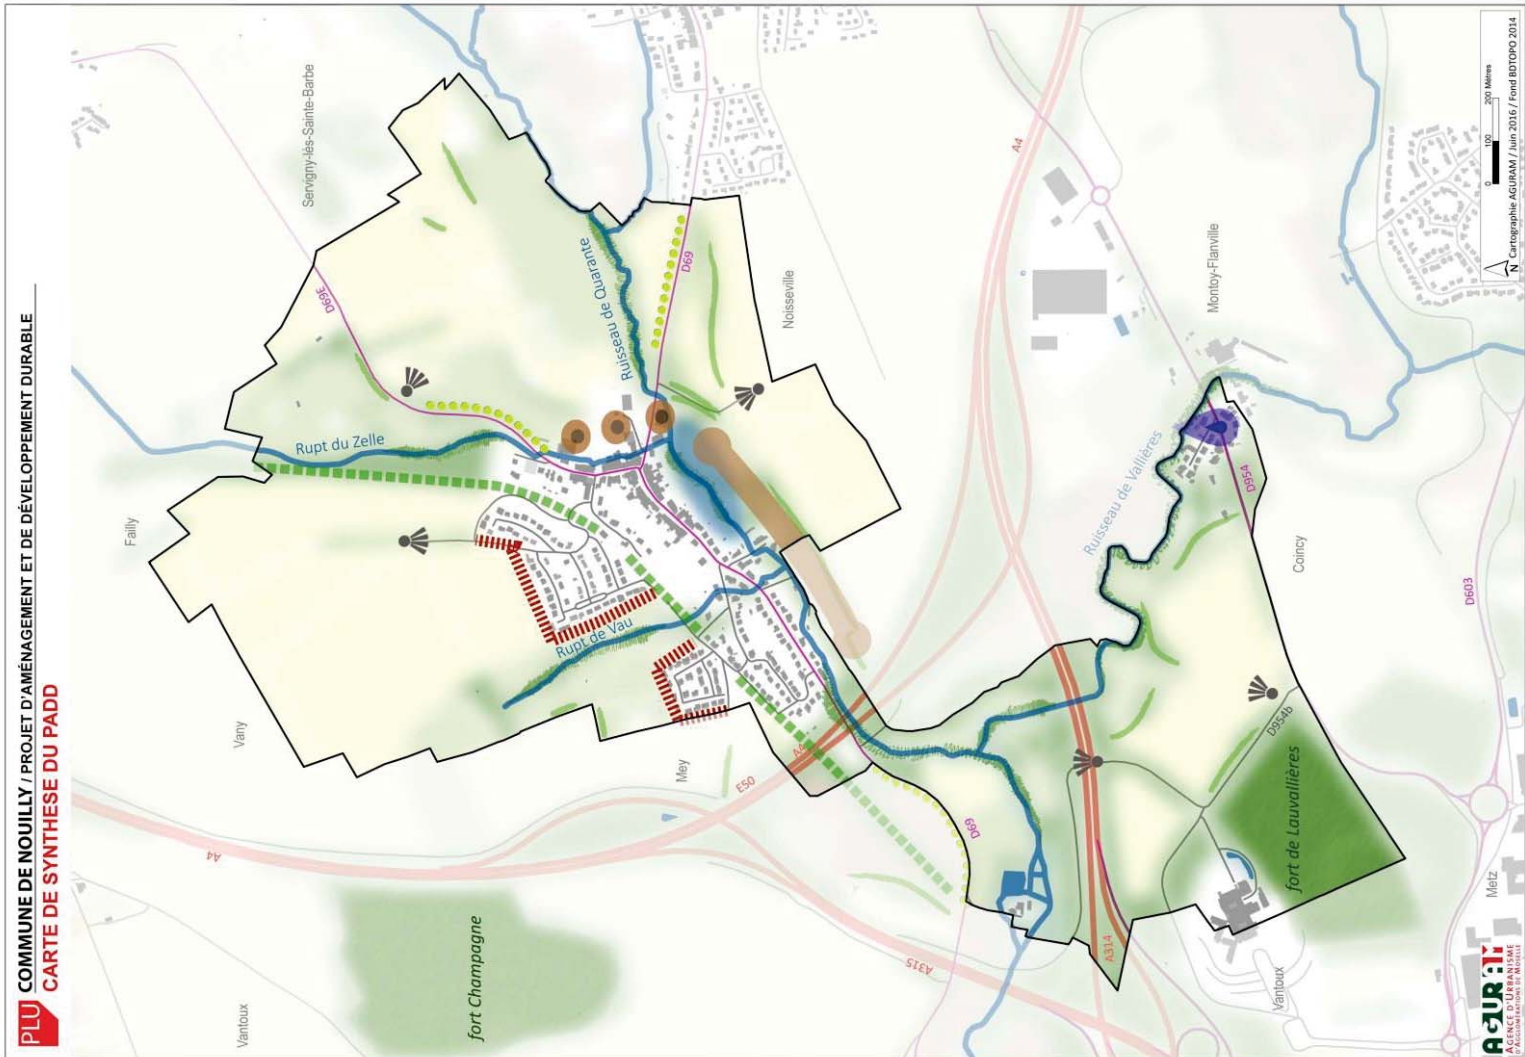 PLU
COMMUNE DE NOUILLY / PROJET D'AMÉNAGEMENT ET DE DÉVELOPPEMENT DURABLE
CARTE DE SYNTHESE DU PADD
Vantoux
fort Champagne
A4
Vany
Failly
Servigny-lès-Sainte-Barbe
D69E
Rupt du Zelle
Ruisseau de Quarante
D69
Noisseville
Rupt de Vau
Mey
E50
A4
A4
A315
D69
A314
Ruisseau de Vallières
Montoy-Flanville
D954
Coincy
D954b
D603
fort de Lauvallières
Vantoux
Metz
0 100 200 Mètres
N Cartographie AGURAM / Juin 2016 / Fond BDTOPO 2014
AGURAM
AGENCE D'URBANISME
D'AGGLOMÉRATIONS DE MOSELLE